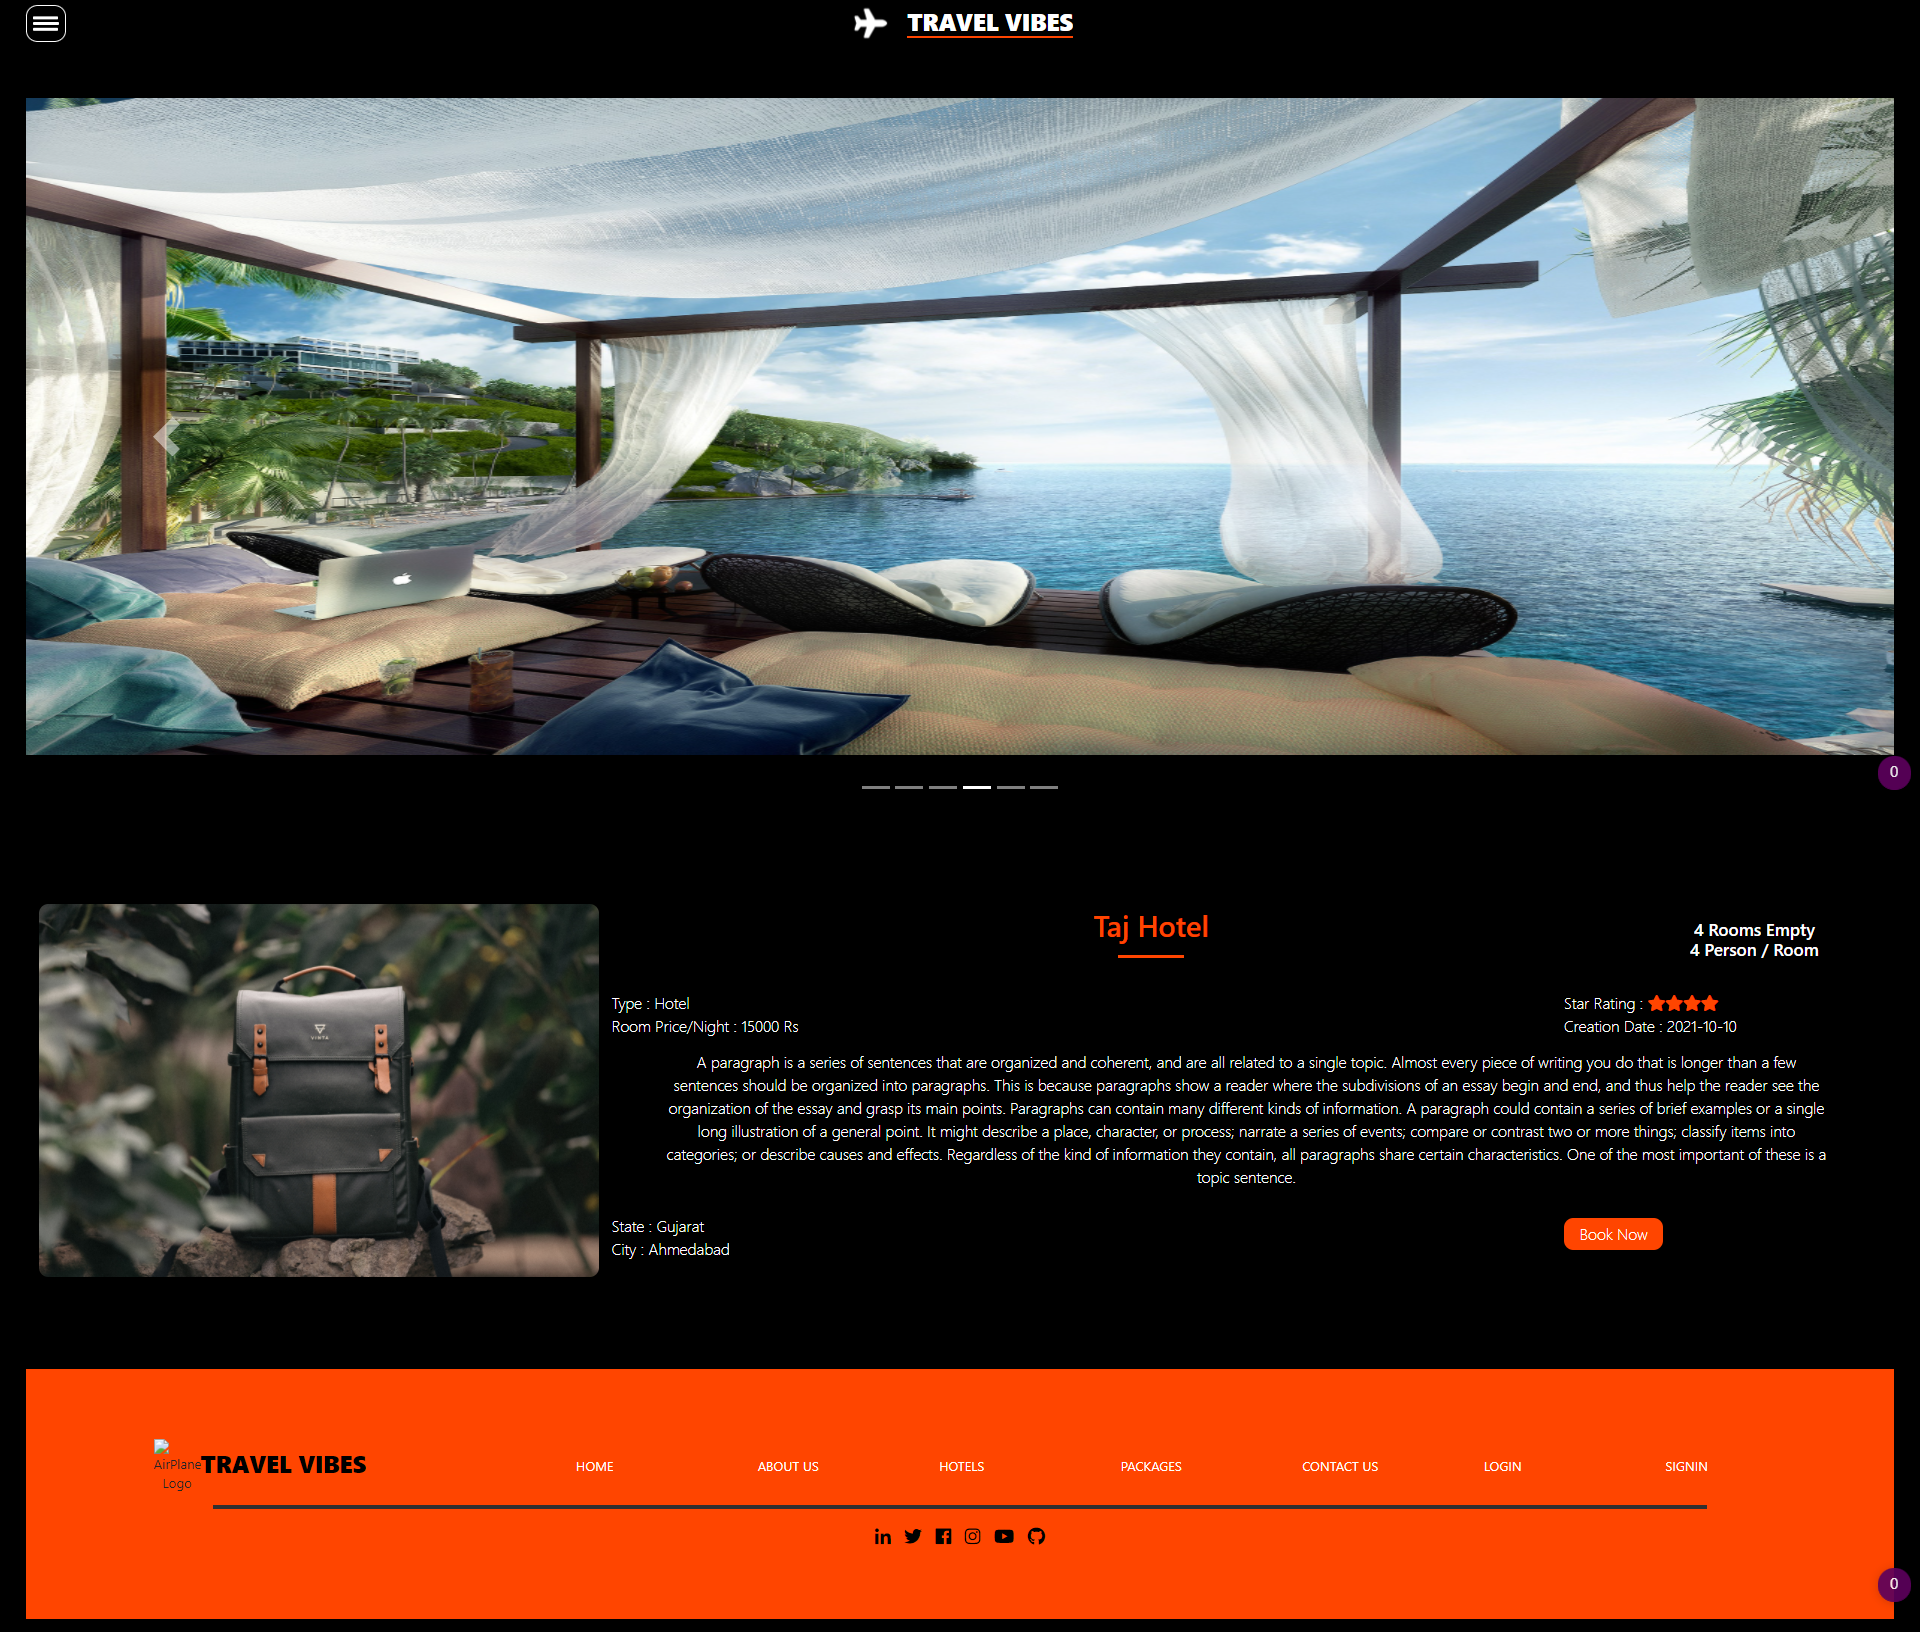 TRAVEL VIBES
0
Taj Hotel
4 Rooms Empty
4 Person / Room
VINTA
Type : Hotel
Star Rating :
Room Price/Night : 15000 Rs
Creation Date : 2021-10-10
A paragraph is a series of sentences that are organized and coherent, and are all related to a single topic. Almost every piece of writing you do that is longer than a few
sentences should be organized into paragraphs. This is because paragraphs show a reader where the subdivisions of an essay begin and end, and thus help the reader see the
organization of the essay and grasp its main points. Paragraphs can contain many different kinds of information. A paragraph could contain a series of brief examples or a single
long illustration of a general point. It might describe a place, character, or process; narrate a series of events; compare or contrast two or more things; classify items into
categories; or describe causes and effects. Regardless of the kind of information they contain, all paragraphs share certain characteristics. One of the most important of these is a
topic sentence.
State : Gujarat
City : Ahmedabad
Book Now
AirPlane
Logo
TRAVEL VIBES
HOME
ABOUT US
HOTELS
PACKAGES
CONTACT US
LOGIN
SIGNIN
0